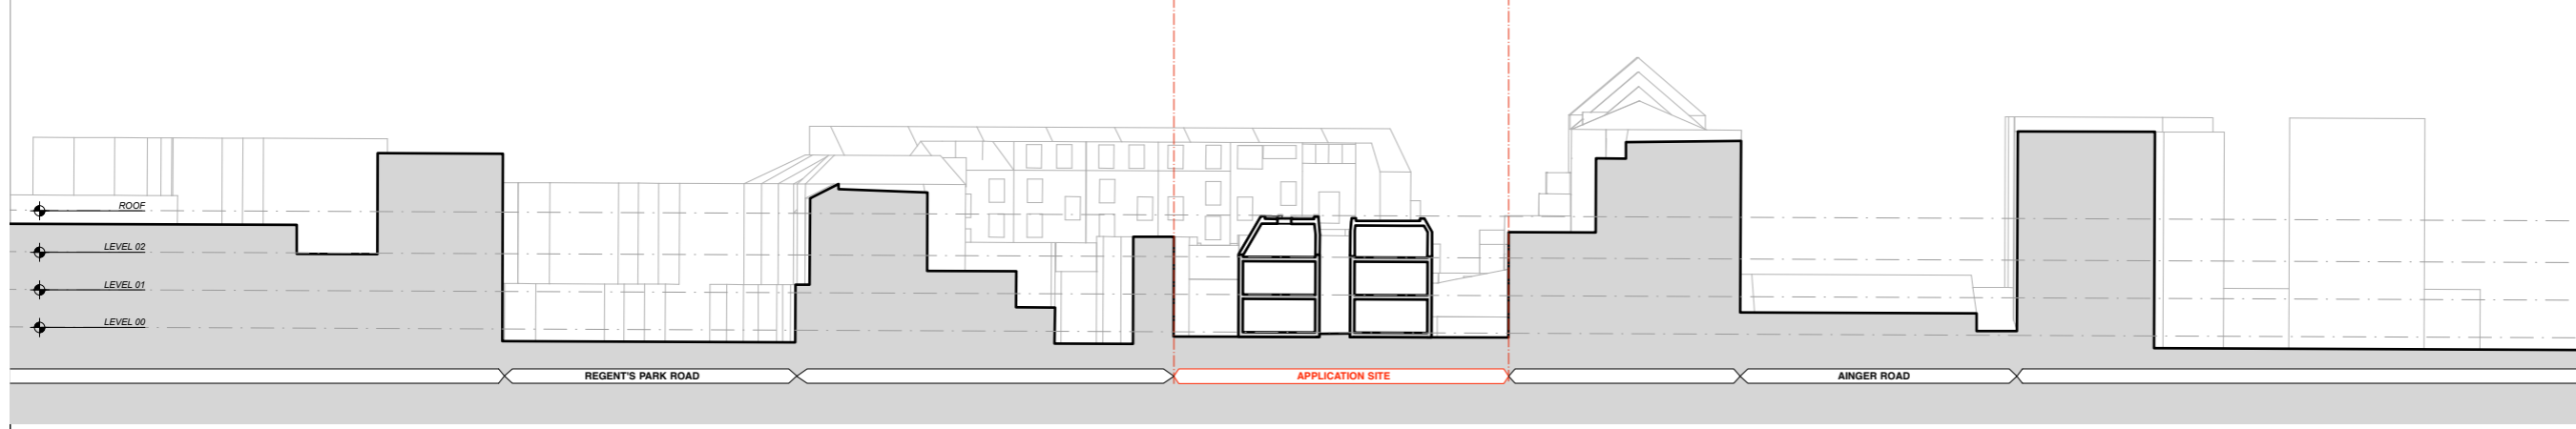 ROOF
LEVEL 02
LEVEL 01
LEVEL 00
REGENT'S PARK ROAD
APPLICATION SITE
AINGER ROAD